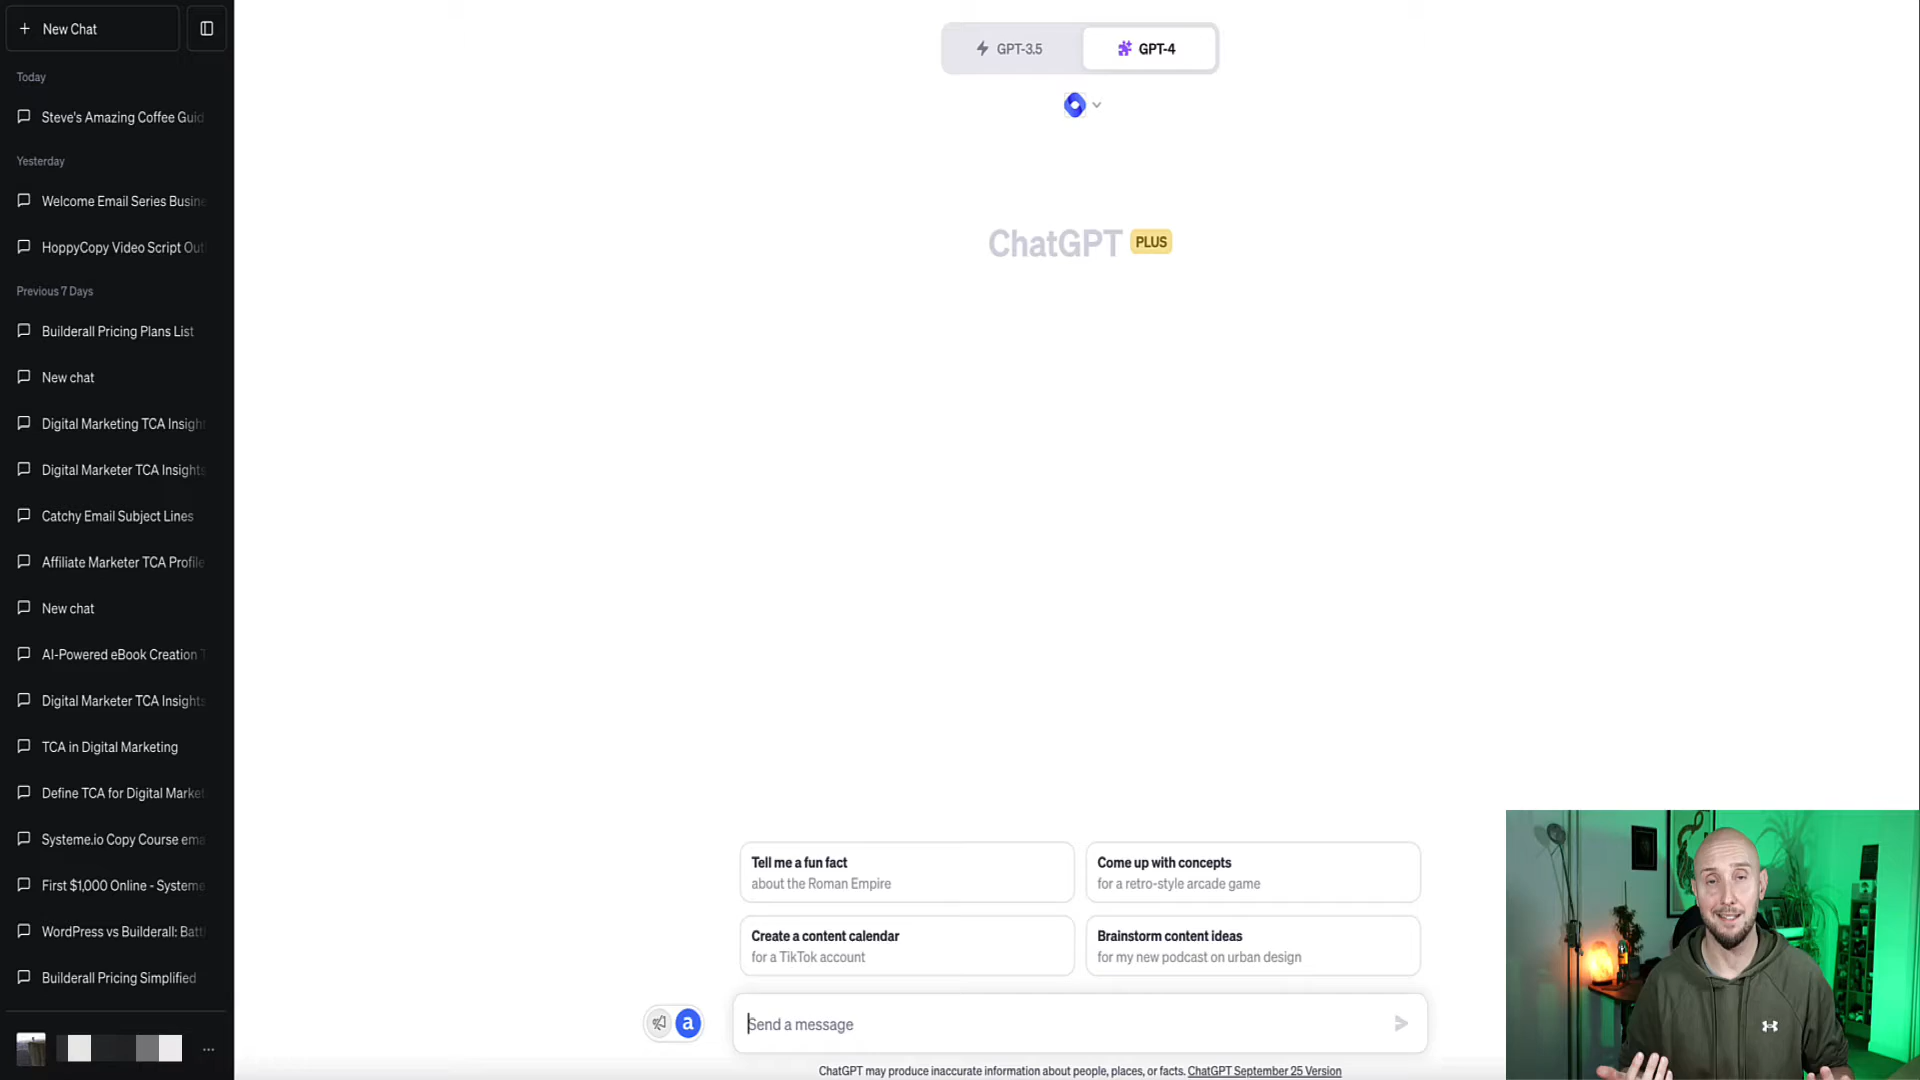 New Chat
Today
Steve's Amazing Coffee Guid
Yesterday
Welcome Email Series Busine
HoppyCopy Video Script Out
Previous 7 Days
Builderall Pricing Plans List
New chat
Digital Marketing TCA Insigh
Digital Marketer TCA Insights
Catchy Email Subject Lines
Affiliate Marketer TCA Profile
New chat
AI-Powered eBook Creation T
Digital Marketer TCA Insights
TCA in Digital Marketing
Define TCA for Digital Market
Systeme.io Copy Course ema
First $1,000 Online - Systeme
WordPress vs Builderall: Batt
Builderall Pricing Simplified
GPT-3.5
GPT-4
ChatGPT PLUS
Tell me a fun fact
about the Roman Empire
Come up with concepts
for a retro-style arcade game
Create a content calendar
for a TikTok account
Brainstorm content ideas
for my new podcast on urban design
a
Send a message
ChatGPT may produce inaccurate information about people, places, or facts. ChatGPT September 25 Version